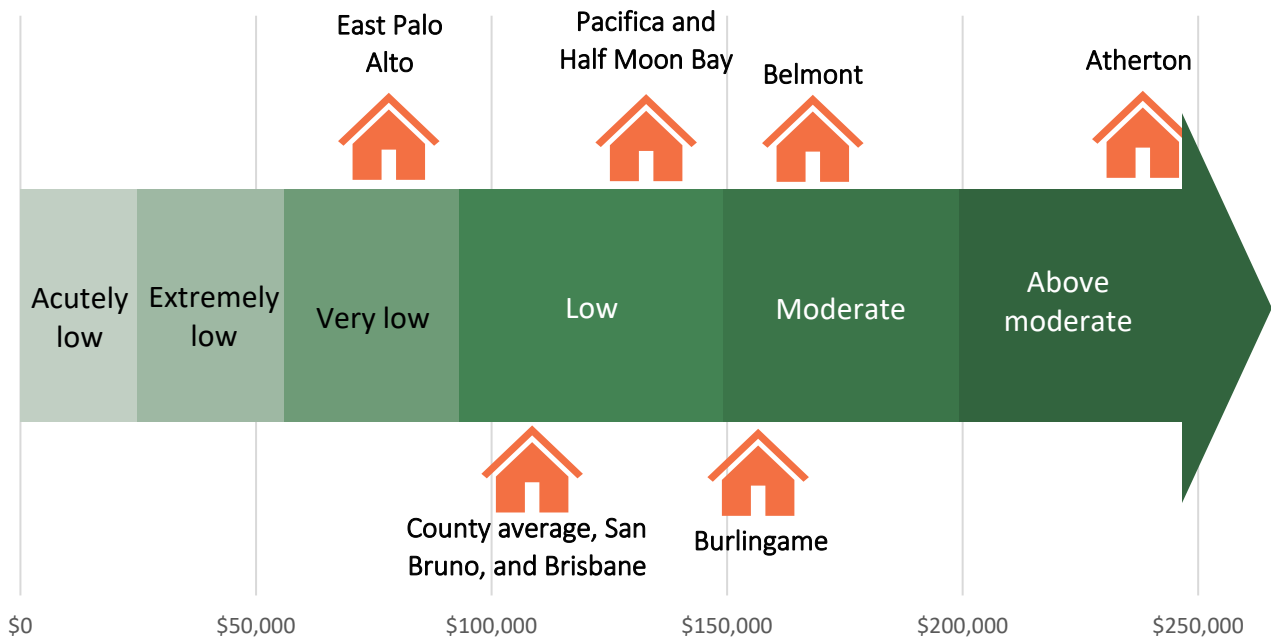 East Palo
Alto
Pacifica and
Half Moon Bay
Belmont
Atherton
Acutely
low
Extremely
low
Very low
Low
Moderate
Above
moderate
County average, San
Bruno, and Brisbane
Burlingame
$0
$50,000
$100,000
$150,000
$200,000
$250,000